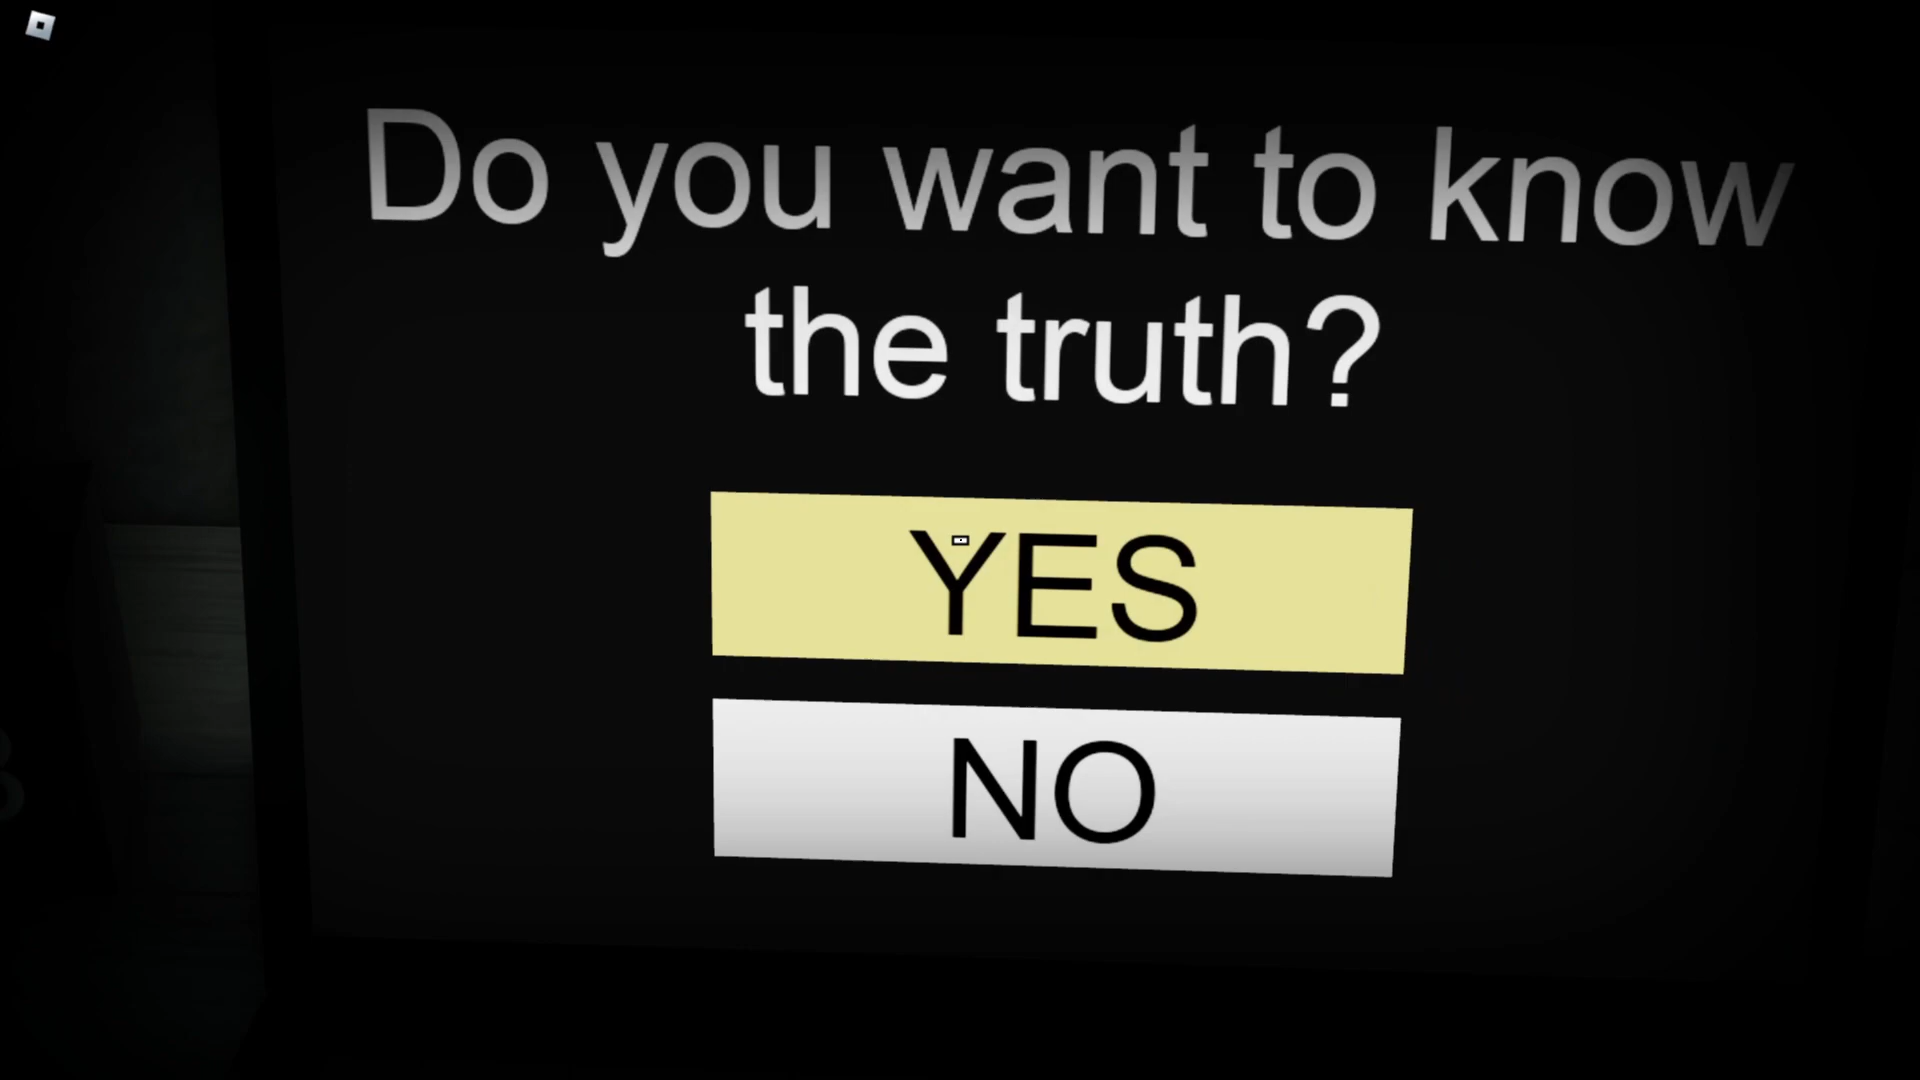 Do you want to know
the truth?
YES
NO